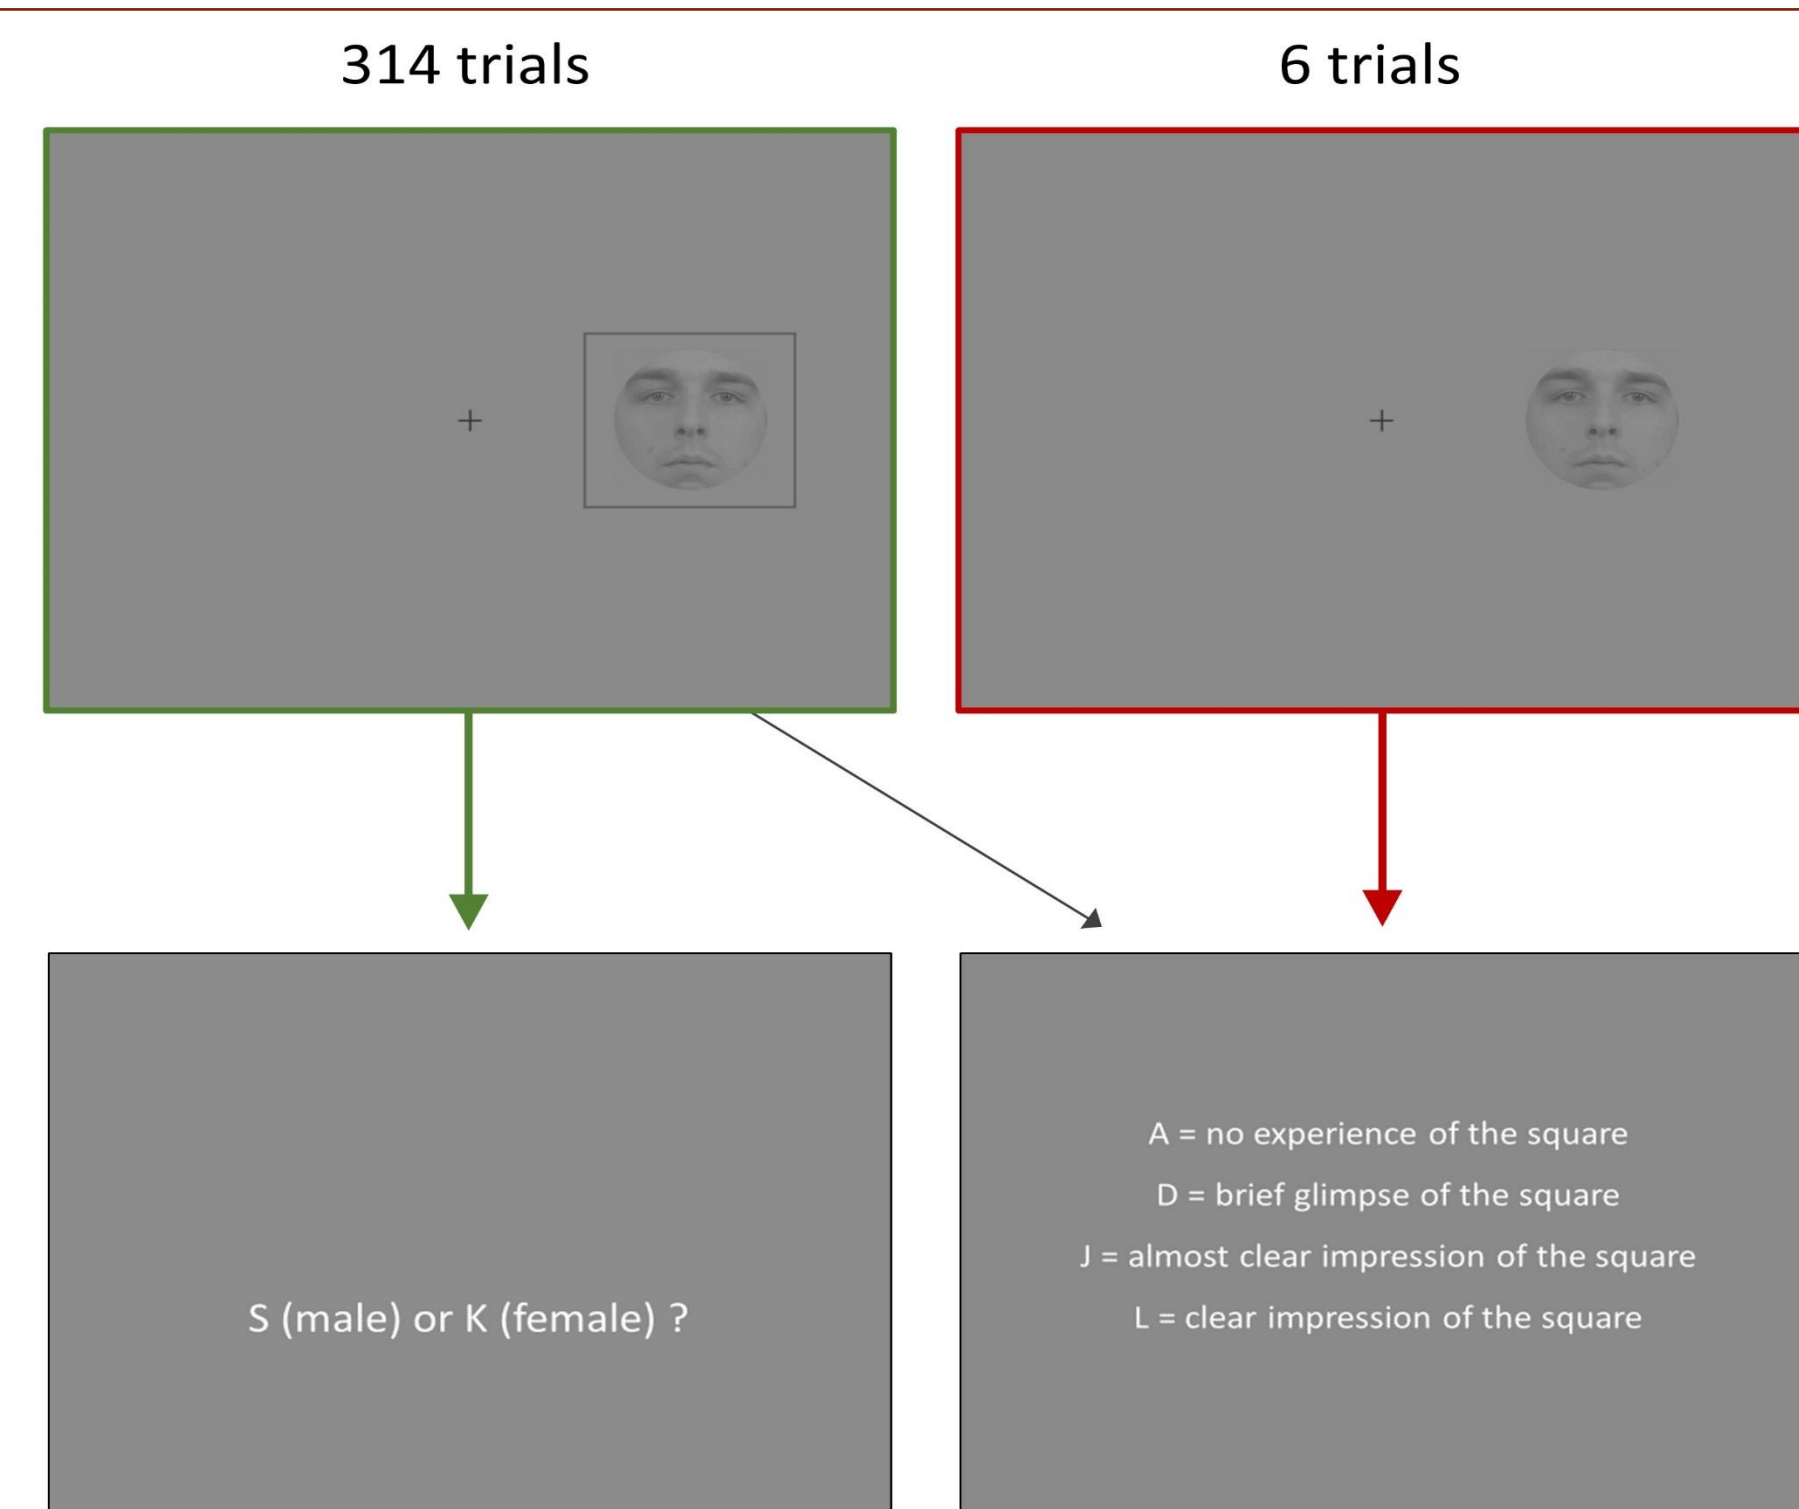 314 trials
6 trials
S (male) or K (female) ?
A = no experience of the square
D = brief glimpse of the square
J = almost clear impression of the square
L = clear impression of the square